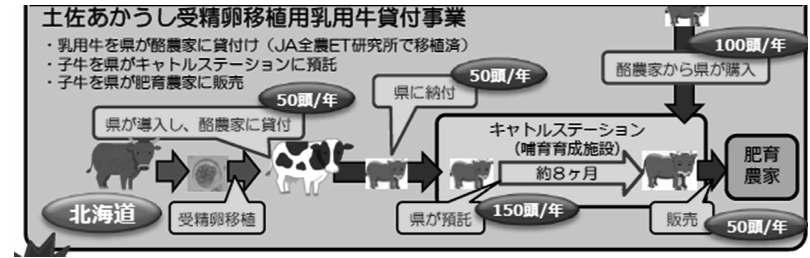 土佐あかうし受精卵移植用乳用牛貸付事業
・乳用牛を県が酪農家に貸付け（JA全農ET研究所で移植済）
・子牛を県がキャトルステーションに預託
・子牛を県が肥育農家に販売
100頭/年
酪農家から県が購入
50頭/年
県が導入し、酪農家に貸付
50頭/年
県に納付
キャトルステーション
（哺育育成施設）
約8ヶ月
肥育
農家
北海道
受精卵移植
県が預託
150頭/年
販売
50頭/年